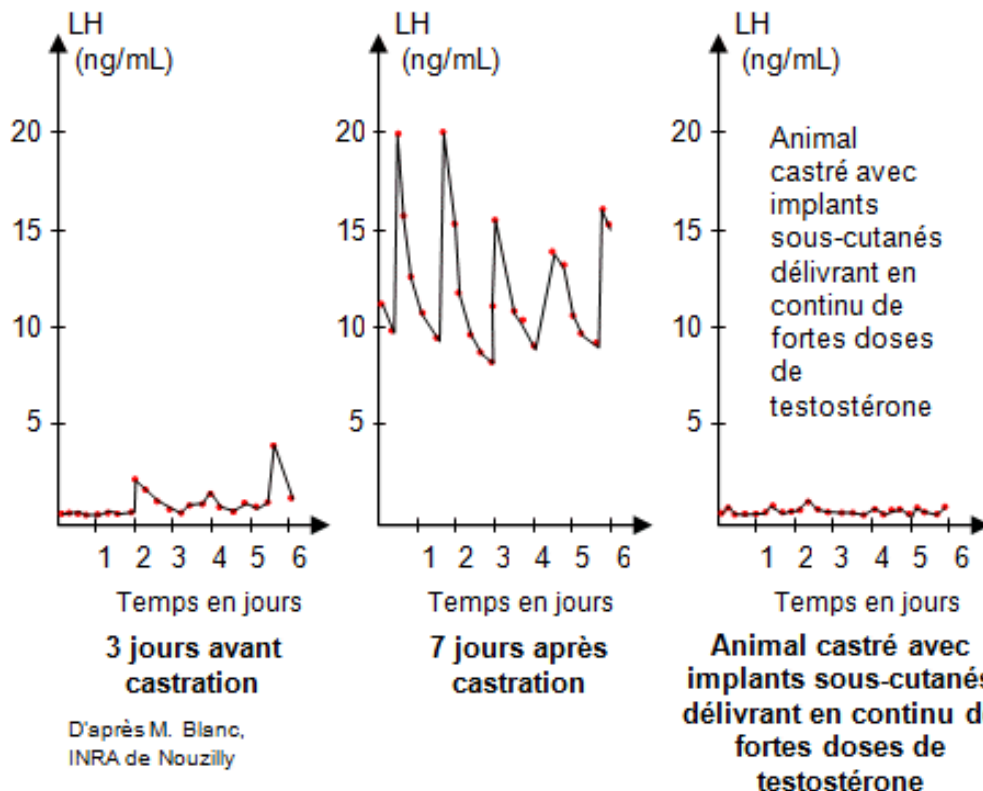 LH
(ng/mL)
20
15
10
5
1 2 3 4 5 6
Temps en jours
3 jours avant
castration
D'après M. Blanc,
INRA de Nouzilly
LH
(ng/mL)
20
15
10
5
1 2 3 4 5 6
Temps en jours
7 jours après
castration
LH
(ng/mL)
20
15
10
5
Animal
castré avec
implants
sous-cutanés
délivrant en
continu de
fortes doses
de
testostérone
1 2 3 4 5 6
Temps en jours
Animal castré avec
implants sous-cutanés
délivrant en continu d
fortes doses de
testostérone